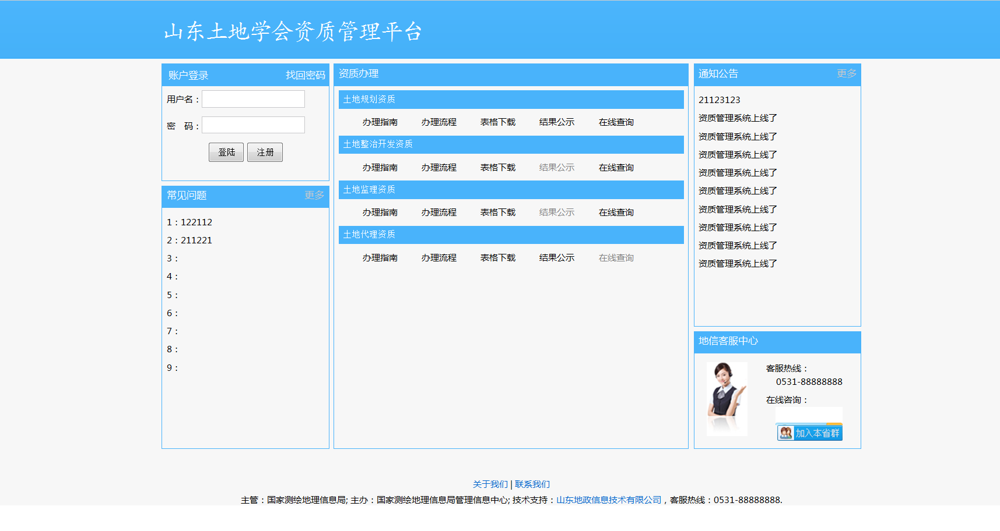 山东土地学会资质管理平台
账户登录 找回密码
用户名：
密 码：
登陆 注册
常见问题 更多
1：122112
2：211221
3：
4：
5：
6：
7：
8：
9：
资质办理
土地规划资质
办理指南 办理流程 表格下载 结果公示 在线查询
土地整治开发资质
办理指南 办理流程 表格下载 结果公示 在线查询
土地监理资质
办理指南 办理流程 表格下载 结果公示 在线查询
土地代理资质
办理指南 办理流程 表格下载 结果公示 在线查询
通知公告 更多
21123123
资质管理系统上线了
资质管理系统上线了
资质管理系统上线了
资质管理系统上线了
资质管理系统上线了
资质管理系统上线了
资质管理系统上线了
资质管理系统上线了
资质管理系统上线了
地信客服中心
客服热线：
0531-88888888
在线咨询：
加入本省群
关于我们 | 联系我们
主管：国家测绘地理信息局; 主办：国家测绘地理信息局管理信息中心; 技术支持：山东地政信息技术有限公司，客服热线：0531-88888888.